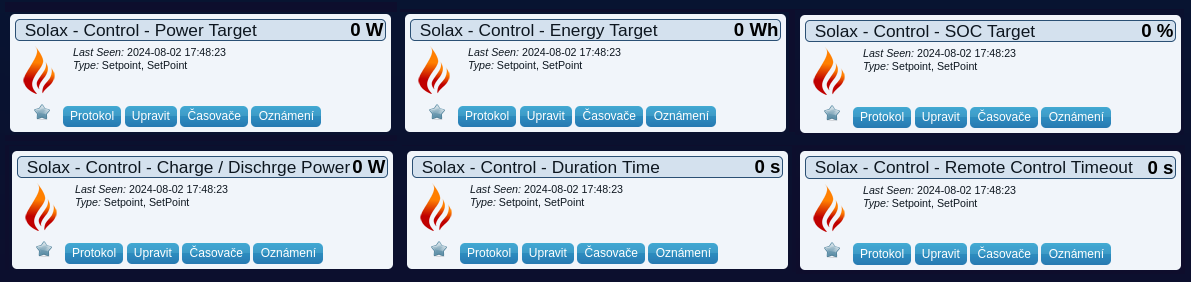 Solax - Control - Power Target 0 W
Last Seen: 2024-08-02 17:48:23
Type: Setpoint, SetPoint
Protokol Upravit Časovače Oznámení
Solax - Control - Energy Target 0 Wh
Last Seen: 2024-08-02 17:48:23
Type: Setpoint, SetPoint
Protokol Upravit Časovače Oznámení
Solax - Control - SOC Target 0 %
Last Seen: 2024-08-02 17:48:23
Type: Setpoint, SetPoint
Protokol Upravit Časovače Oznámení
Solax - Control - Charge / Dischrge Power 0 W
Last Seen: 2024-08-02 17:48:23
Type: Setpoint, SetPoint
Protokol Upravit Časovače Oznámení
Solax - Control - Duration Time 0 s
Last Seen: 2024-08-02 17:48:23
Type: Setpoint, SetPoint
Protokol Upravit Časovače Oznámení
Solax - Control - Remote Control Timeout 0 s
Last Seen: 2024-08-02 17:48:23
Type: Setpoint, SetPoint
Protokol Upravit Časovače Oznámení